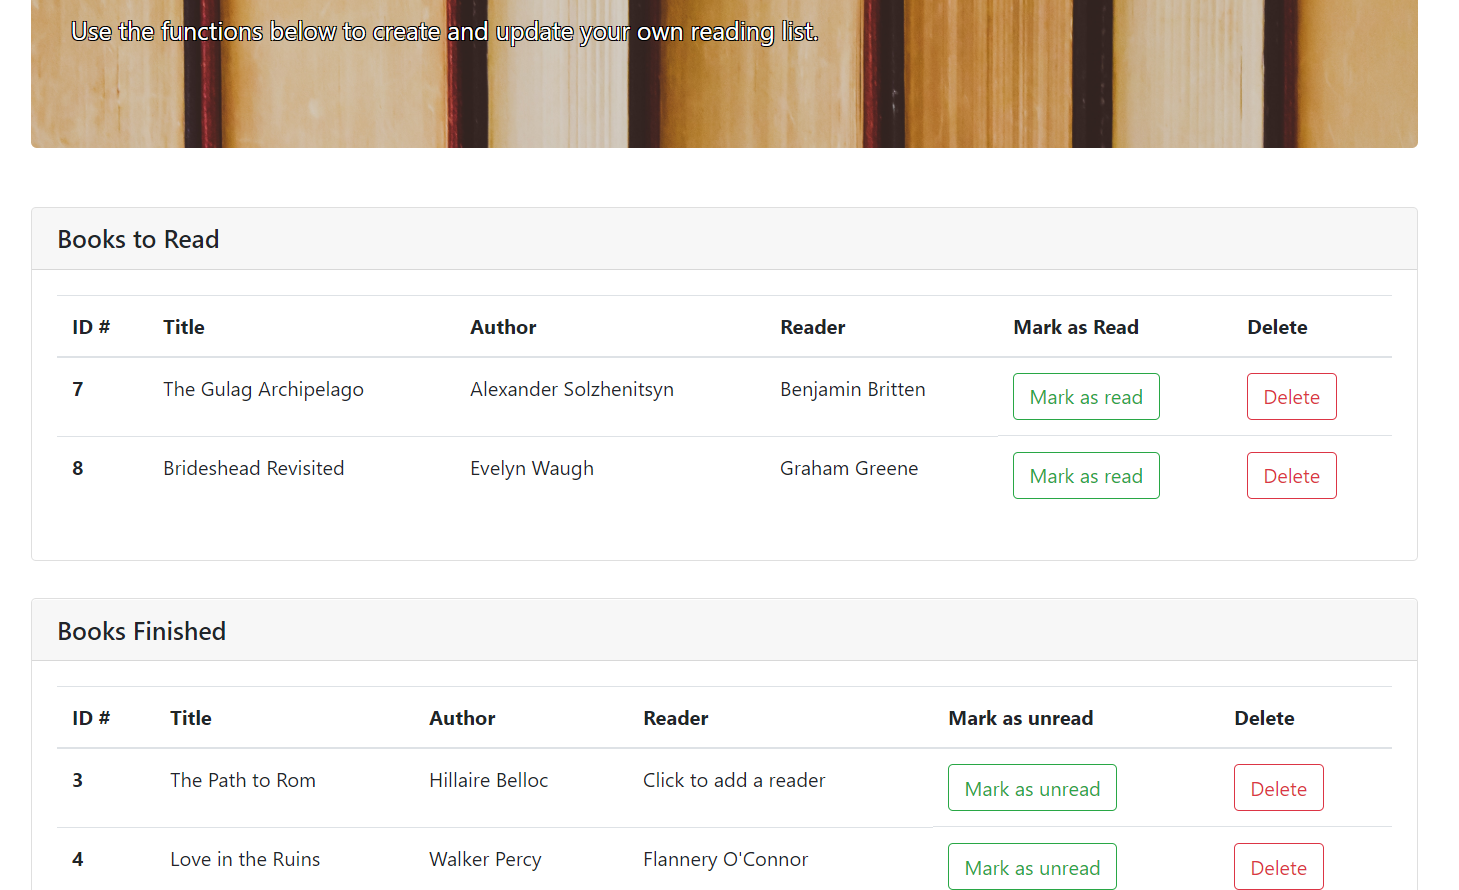 Use the functions below to create and update your own reading list.
Books to Read
ID # Title Author Reader Mark as Read Delete
7 The Gulag Archipelago Alexander Solzhenitsyn Benjamin Britten Mark as read Delete
8 Brideshead Revisited Evelyn Waugh Graham Greene Mark as read Delete
Books Finished
ID # Title Author Reader Mark as unread Delete
3 The Path to Rom Hillaire Belloc Click to add a reader Mark as unread Delete
4 Love in the Ruins Walker Percy Flannery O'Connor Mark as unread Delete